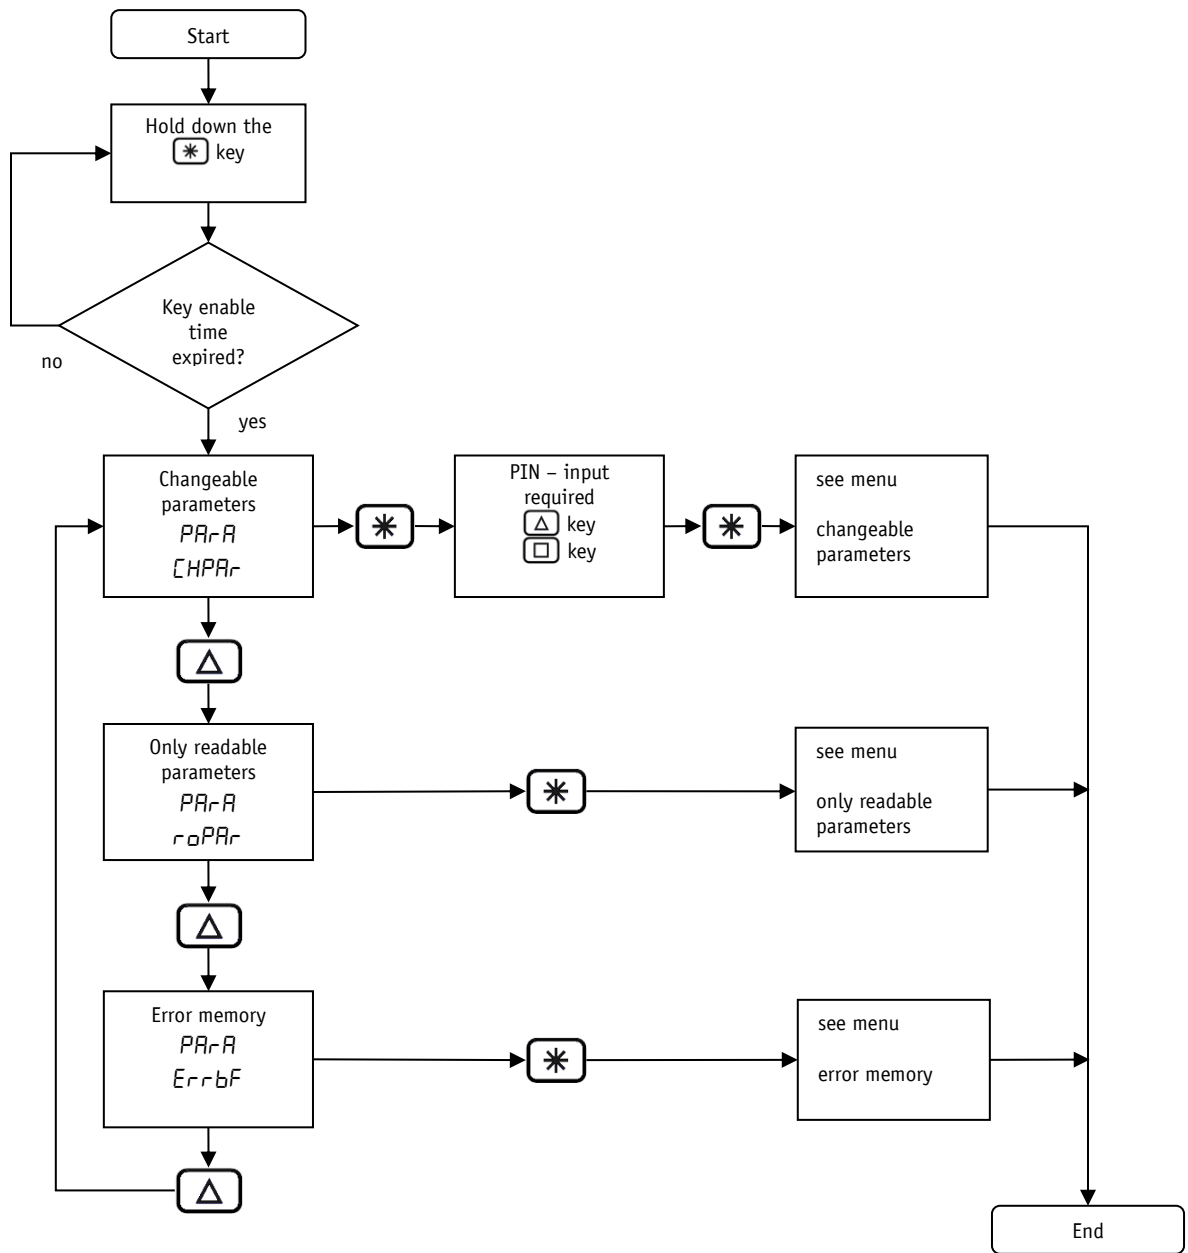 Start
Hold down the
key
Key enable
time
expired?
no
yes
Changeable
parameters
PArA
CHPAr
PIN – input
required
key
key
see menu
changeable
parameters
Only readable
parameters
PArA
roPAr
see menu
only readable
parameters
Error memory
PArA
ErrbF
see menu
error memory
End